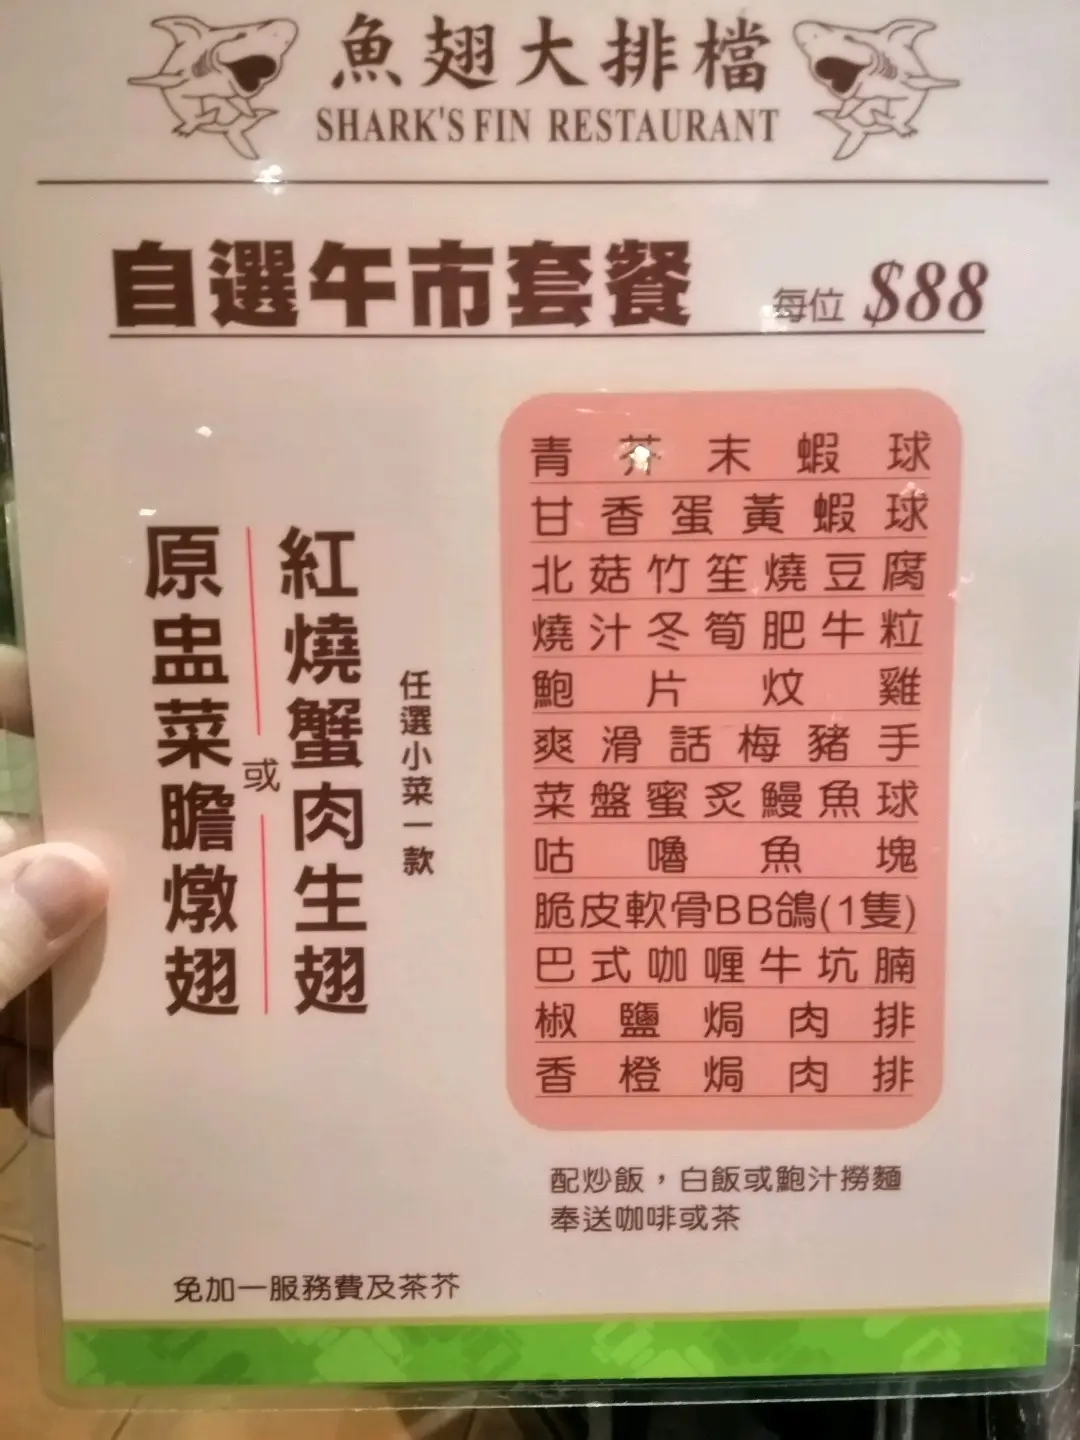 魚翅大排檔
SHARK'S FIN RESTAURANT
自選午市套餐 每位 $88
紅燒蟹肉生翅
或
原盅菜膽燉翅
任選小菜一款
青芥末蝦球
甘香蛋黃蝦球
北菇竹笙燒豆腐
燒汁冬筍肥牛粒
鮑片炆雞
爽滑話梅豬手
菜盤蜜炙鰻魚球
咕嚕魚塊
脆皮軟骨BB鴿(1隻)
巴式咖喱牛坑腩
椒鹽焗肉排
香橙焗肉排
配炒飯，白飯或鮑汁撈麵
奉送咖啡或茶
免加一服務費及茶芥